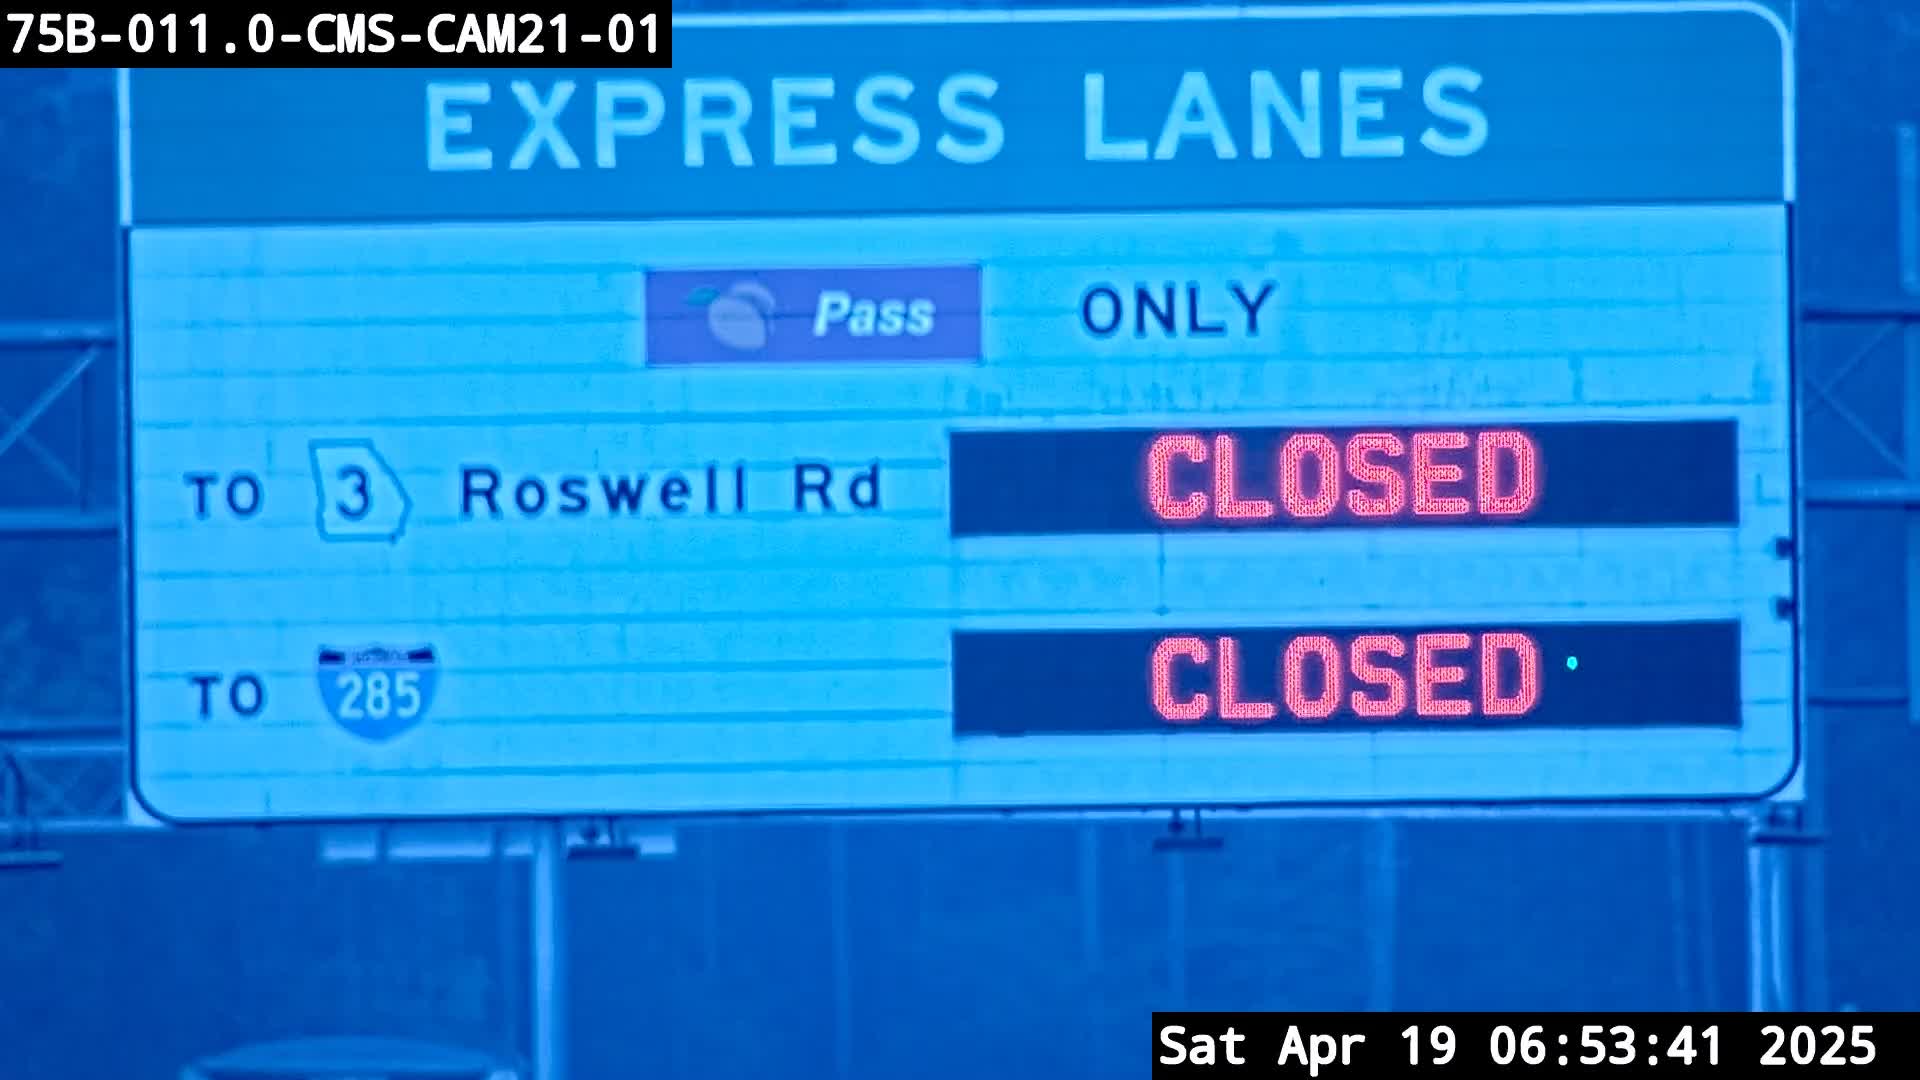 75B-011.0-CMS-CAM21-01
EXPRESS LANES
Pass ONLY
TO 3 Roswell Rd CLOSED
TO 285 CLOSED
Sat Apr 19 06:53:41 2025